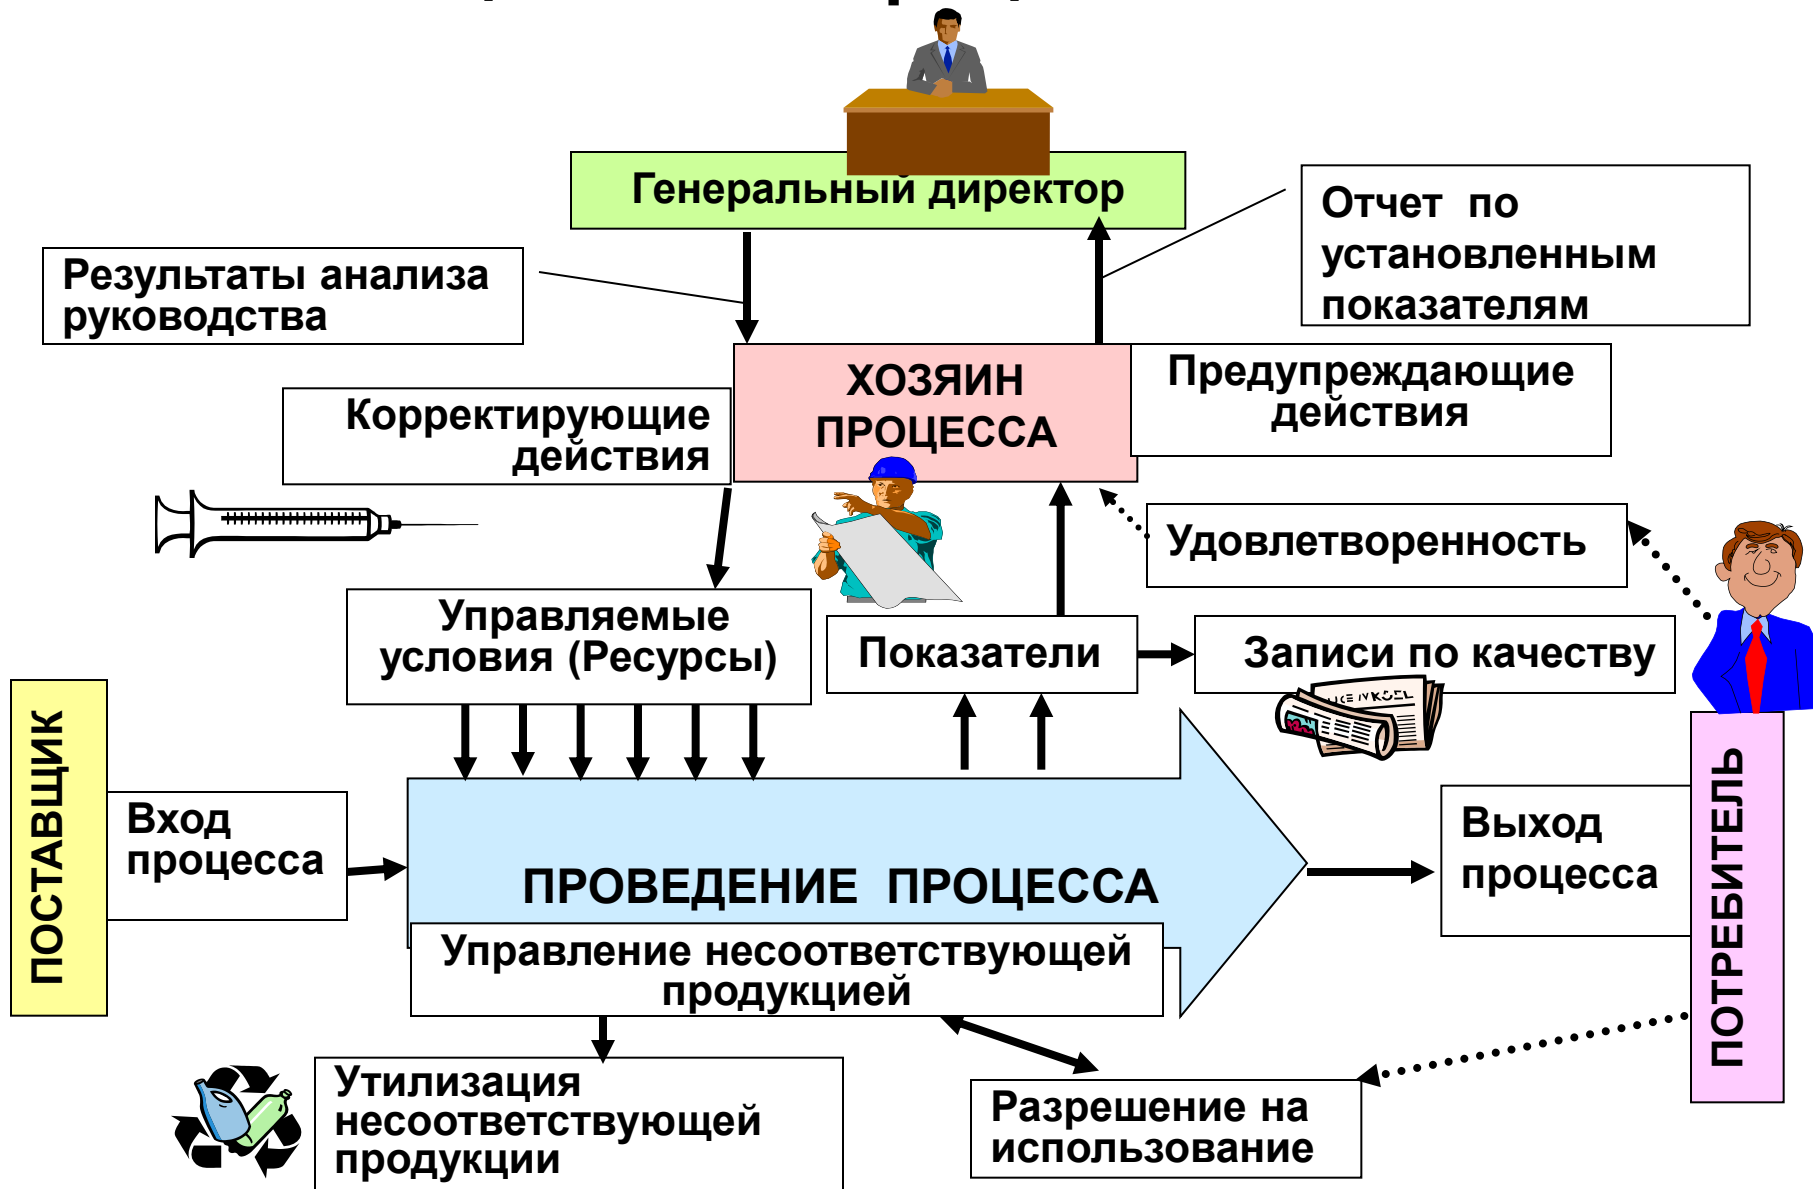 Генеральный директор
Отчет по
установленным
показателям
Результаты анализа
руководства
ХОЗЯИН
ПРОЦЕССА
Предупреждающие
действия
Корректирующие
действия
Удовлетворенность
Управляемые
условия (Ресурсы)
Показатели
Записи по качеству
ПОСТАВЩИК
Вход
процесса
ПРОВЕДЕНИЕ ПРОЦЕССА
Выход
процесса
ПОТРЕБИТЕЛЬ
Управление несоответствующей
продукцией
Утилизация
несоответствующей
продукции
Разрешение на
использование